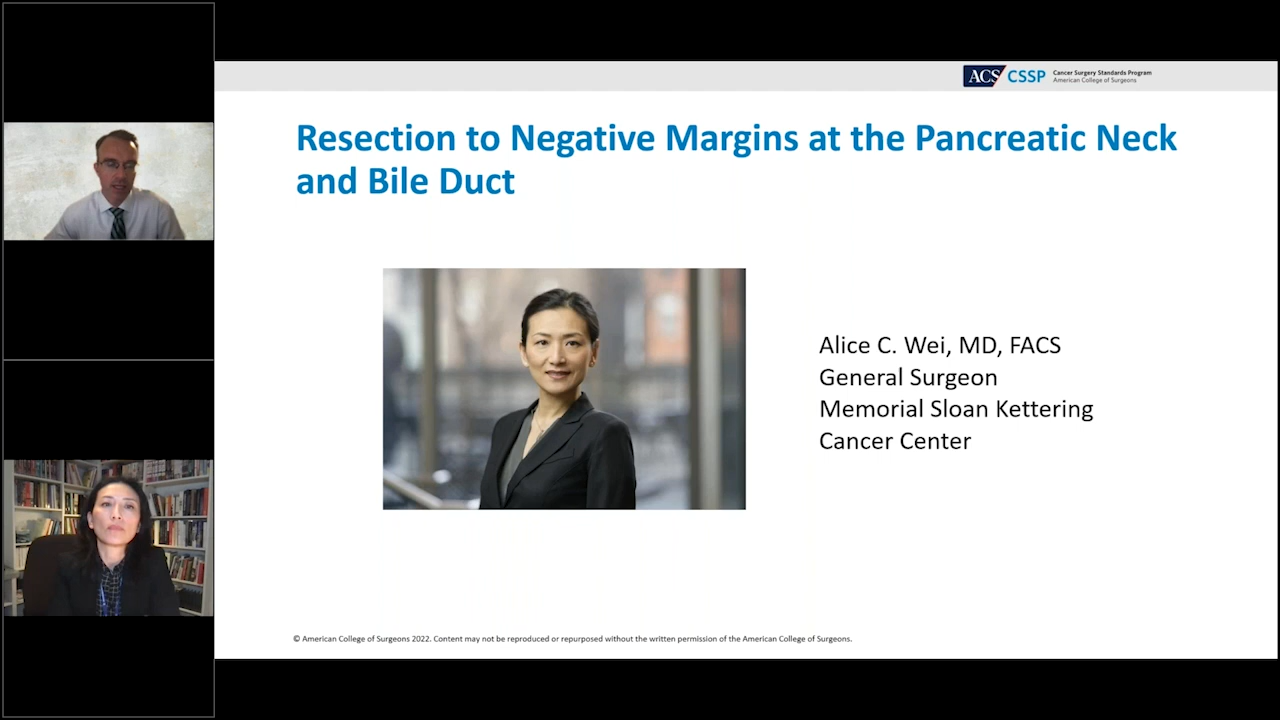 ACS CSSP Cancer Surgery Standards Program
American College of Surgeons
Resection to Negative Margins at the Pancreatic Neck
and Bile Duct
Alice C. Wei, MD, FACS
General Surgeon
Memorial Sloan Kettering
Cancer Center
© American College of Surgeons 2022. Content may not be reproduced or repurposed without the written permission of the American College of Surgeons.